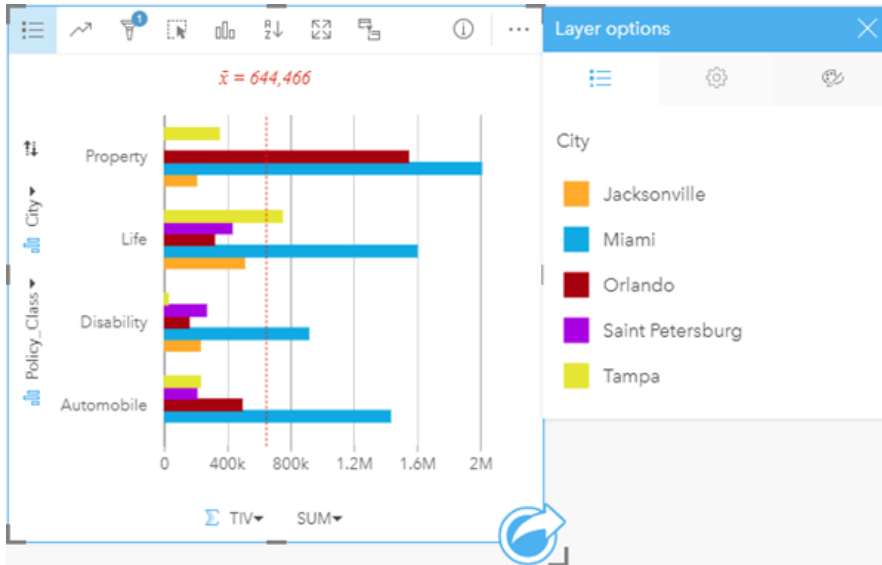 1
Layer options
x̄ = 644,466
City
Policy_Class
Property
Life
Disability
Automobile
0 400k 800k 1.2M 1.6M 2M
Σ TIV SUM
City
Jacksonville
Miami
Orlando
Saint Petersburg
Tampa